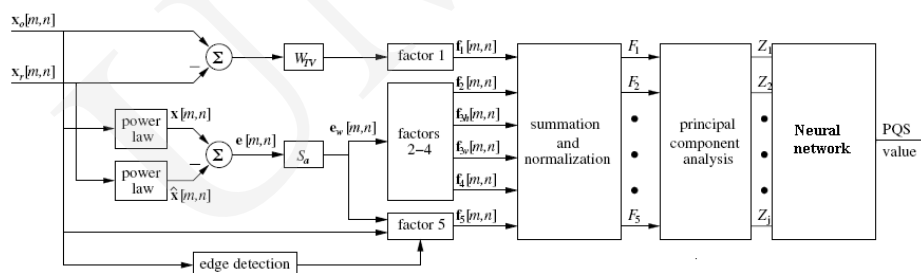 x_o[m,n]
x_r[m,n]
−
Σ
W_TV
factor 1
f_1[m,n]
F_1
Z_1
power
law
x[m,n]
power
law
x̂[m,n]
−
Σ
e[m,n]
S_a
e_w[m,n]
factors
2−4
f_2[m,n]
f_3h[m,n]
f_3v[m,n]
f_4[m,n]
factor 5
f_5[m,n]
edge detection
summation
and
normalization
F_2
F_5
principal
component
analysis
Z_2
Z_j
Neural
network
PQS
value